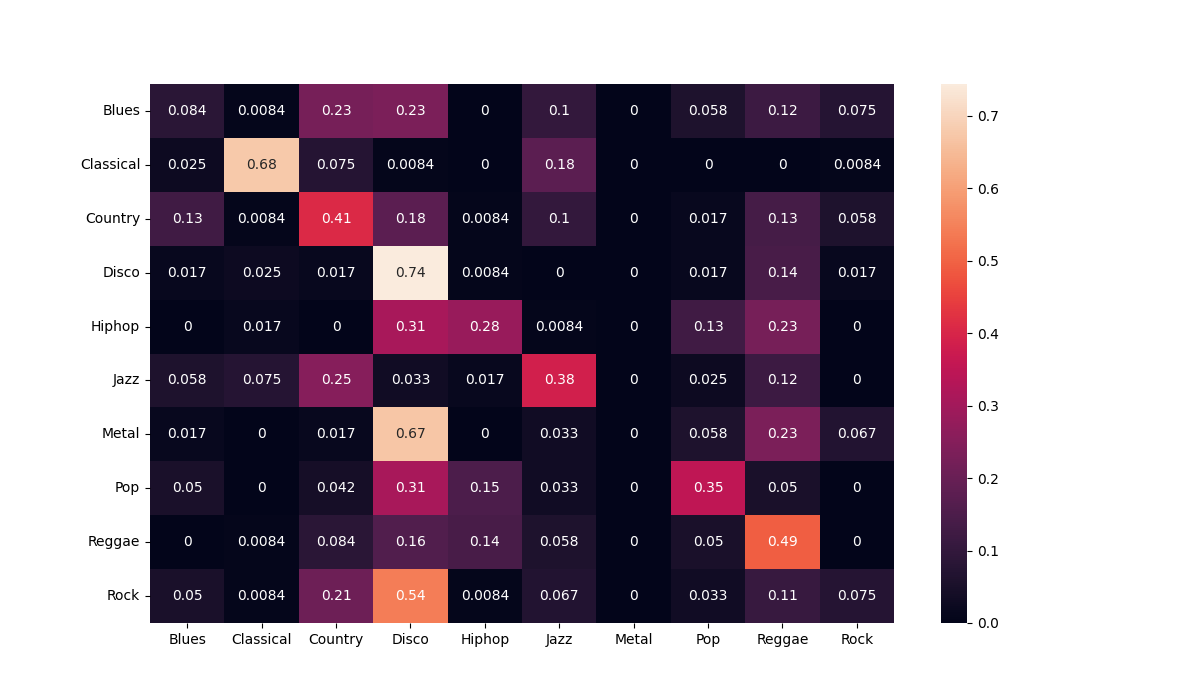 Blues 0.084 0.0084 0.23 0.23 0 0.1 0 0.058 0.12 0.075
0.7
Classical 0.025 0.68 0.075 0.0084 0 0.18 0 0 0 0.0084
0.6
Country 0.13 0.0084 0.41 0.18 0.0084 0.1 0 0.017 0.13 0.058
0.5
Disco 0.017 0.025 0.017 0.74 0.0084 0 0 0.017 0.14 0.017
Hiphop 0 0.017 0 0.31 0.28 0.0084 0 0.13 0.23 0
0.4
Jazz 0.058 0.075 0.25 0.033 0.017 0.38 0 0.025 0.12 0
0.3
Metal 0.017 0 0.017 0.67 0 0.033 0 0.058 0.23 0.067
0.2
Pop 0.05 0 0.042 0.31 0.15 0.033 0 0.35 0.05 0
Reggae 0 0.0084 0.084 0.16 0.14 0.058 0 0.05 0.49 0
0.1
Rock 0.05 0.0084 0.21 0.54 0.0084 0.067 0 0.033 0.11 0.075
0.0
Blues Classical Country Disco Hiphop Jazz Metal Pop Reggae Rock